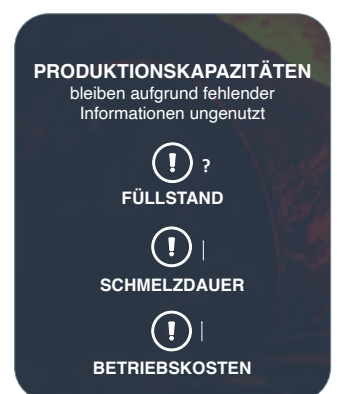 PRODUKTIONSKAPAZITÄTEN
bleiben aufgrund fehlender
Informationen ungenutzt
! ?
FÜLLSTAND
!
SCHMELZDAUER
!
BETRIEBSKOSTEN